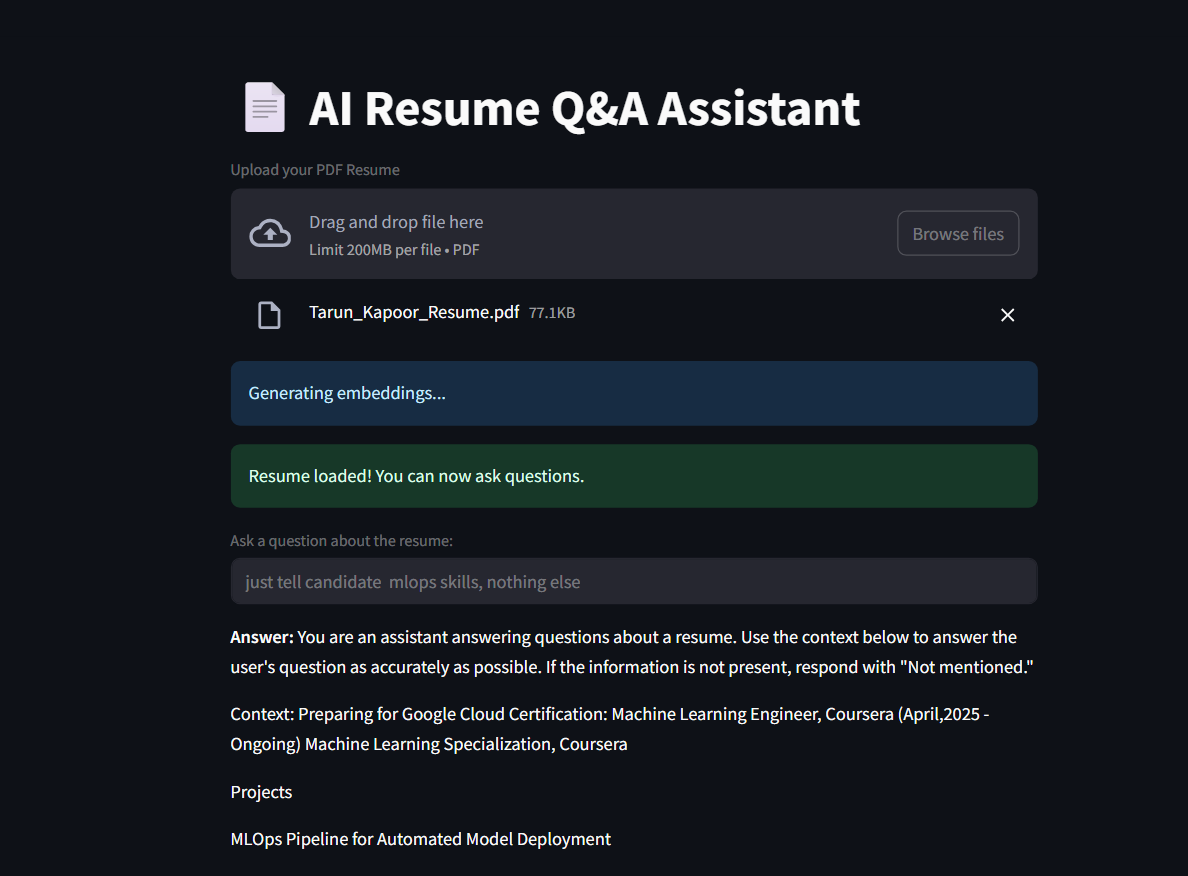 AI Resume Q&A Assistant
Upload your PDF Resume
Drag and drop file here
Limit 200MB per file • PDF
Browse files
Tarun_Kapoor_Resume.pdf 77.1KB
Generating embeddings...
Resume loaded! You can now ask questions.
Ask a question about the resume:
just tell candidate  mlops skills, nothing else
Answer: You are an assistant answering questions about a resume. Use the context below to answer the
user's question as accurately as possible. If the information is not present, respond with "Not mentioned."
Context: Preparing for Google Cloud Certification: Machine Learning Engineer, Coursera (April,2025 -
Ongoing) Machine Learning Specialization, Coursera
Projects
MLOps Pipeline for Automated Model Deployment